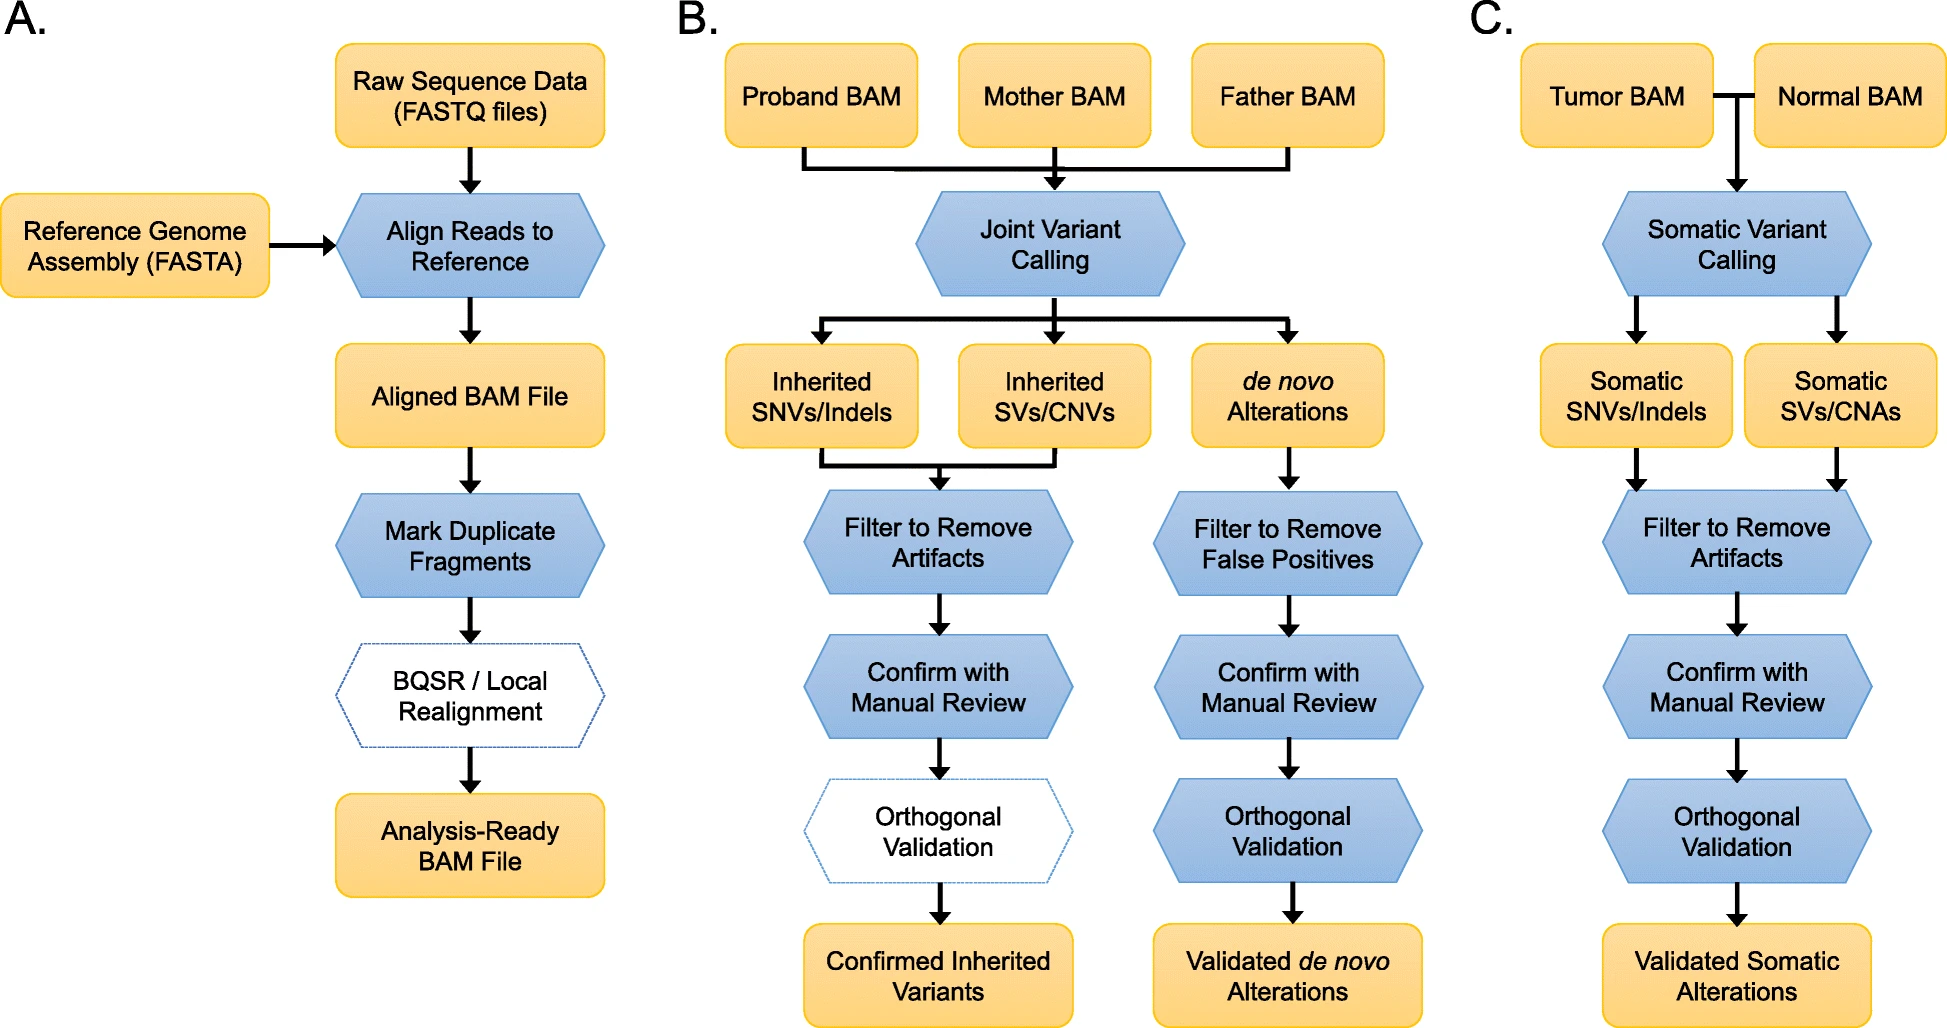 A.
Raw Sequence Data
(FASTQ files)
Reference Genome
Assembly (FASTA)
Align Reads to
Reference
Aligned BAM File
Mark Duplicate
Fragments
BQSR / Local
Realignment
Analysis-Ready
BAM File
B.
Proband BAM
Mother BAM
Father BAM
Joint Variant
Calling
Inherited
SNVs/Indels
Inherited
SVs/CNVs
de novo
Alterations
Filter to Remove
Artifacts
Confirm with
Manual Review
Orthogonal
Validation
Confirmed Inherited
Variants
Filter to Remove
False Positives
Confirm with
Manual Review
Orthogonal
Validation
Validated de novo
Alterations
C.
Tumor BAM
Normal BAM
Somatic Variant
Calling
Somatic
SNVs/Indels
Somatic
SVs/CNAs
Filter to Remove
Artifacts
Confirm with
Manual Review
Orthogonal
Validation
Validated Somatic
Alterations